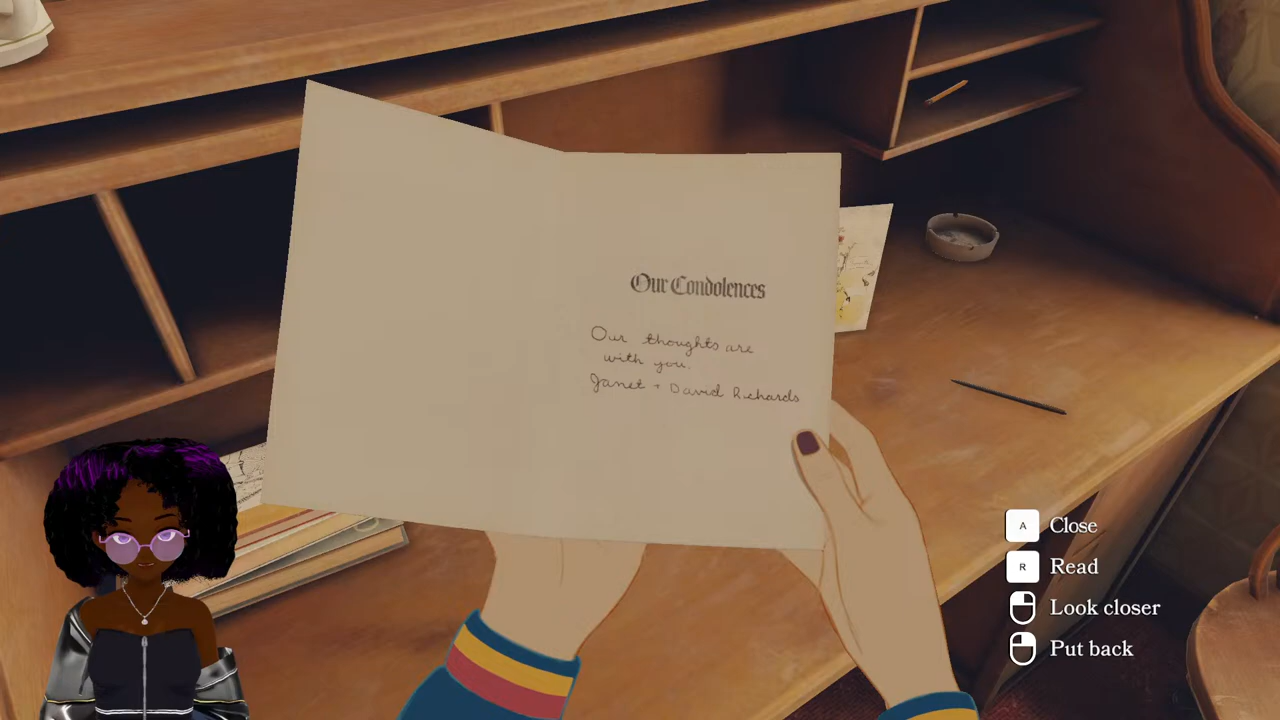 Our Condolences
Our thoughts are
with you.
Janet + David Richards
A Close
R Read
Look closer
Put back